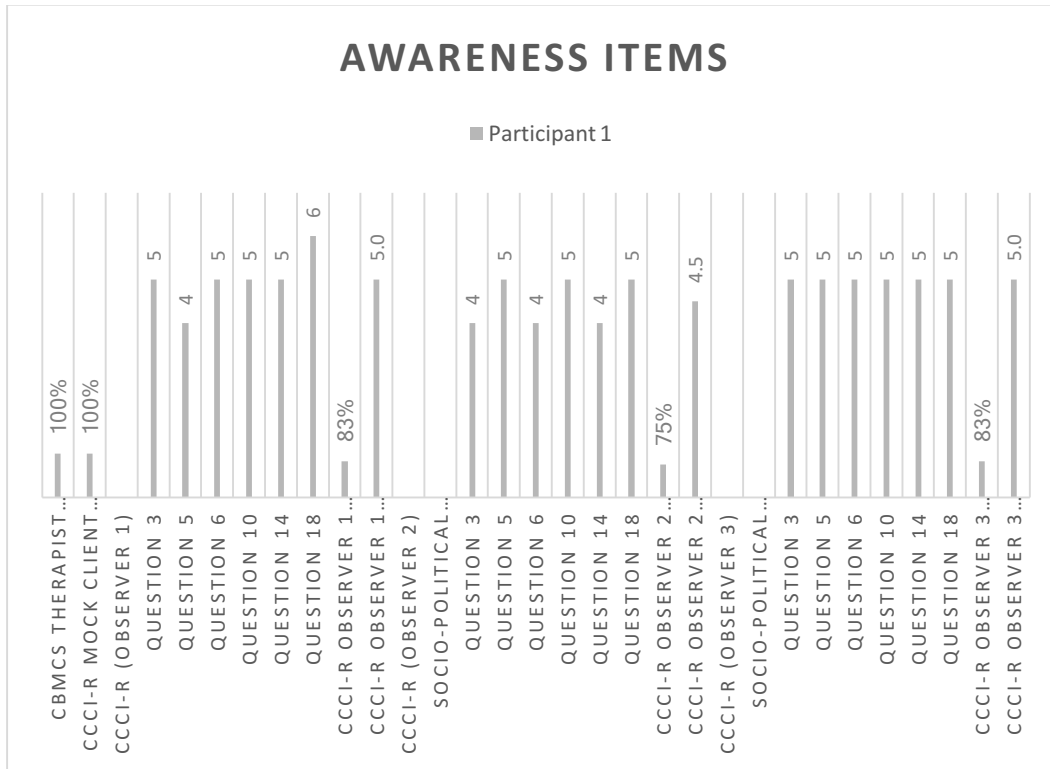 AWARENESS ITEMS
Participant 1
100%
100%
5
4
5
5
5
6
83%
5.0
4
5
4
5
4
5
75%
4.5
5
5
5
5
5
5
83%
5.0
CBMCS THERAPIST…
CCCI-R MOCK CLIENT…
CCCI-R (OBSERVER 1)
QUESTION 3
QUESTION 5
QUESTION 6
QUESTION 10
QUESTION 14
QUESTION 18
CCCI-R OBSERVER 1…
CCCI-R OBSERVER 1…
CCCI-R (OBSERVER 2)
SOCIO-POLITICAL…
QUESTION 3
QUESTION 5
QUESTION 6
QUESTION 10
QUESTION 14
QUESTION 18
CCCI-R OBSERVER 2…
CCCI-R OBSERVER 2…
CCCI-R (OBSERVER 3)
SOCIO-POLITICAL…
QUESTION 3
QUESTION 5
QUESTION 6
QUESTION 10
QUESTION 14
QUESTION 18
CCCI-R OBSERVER 3…
CCCI-R OBSERVER 3…